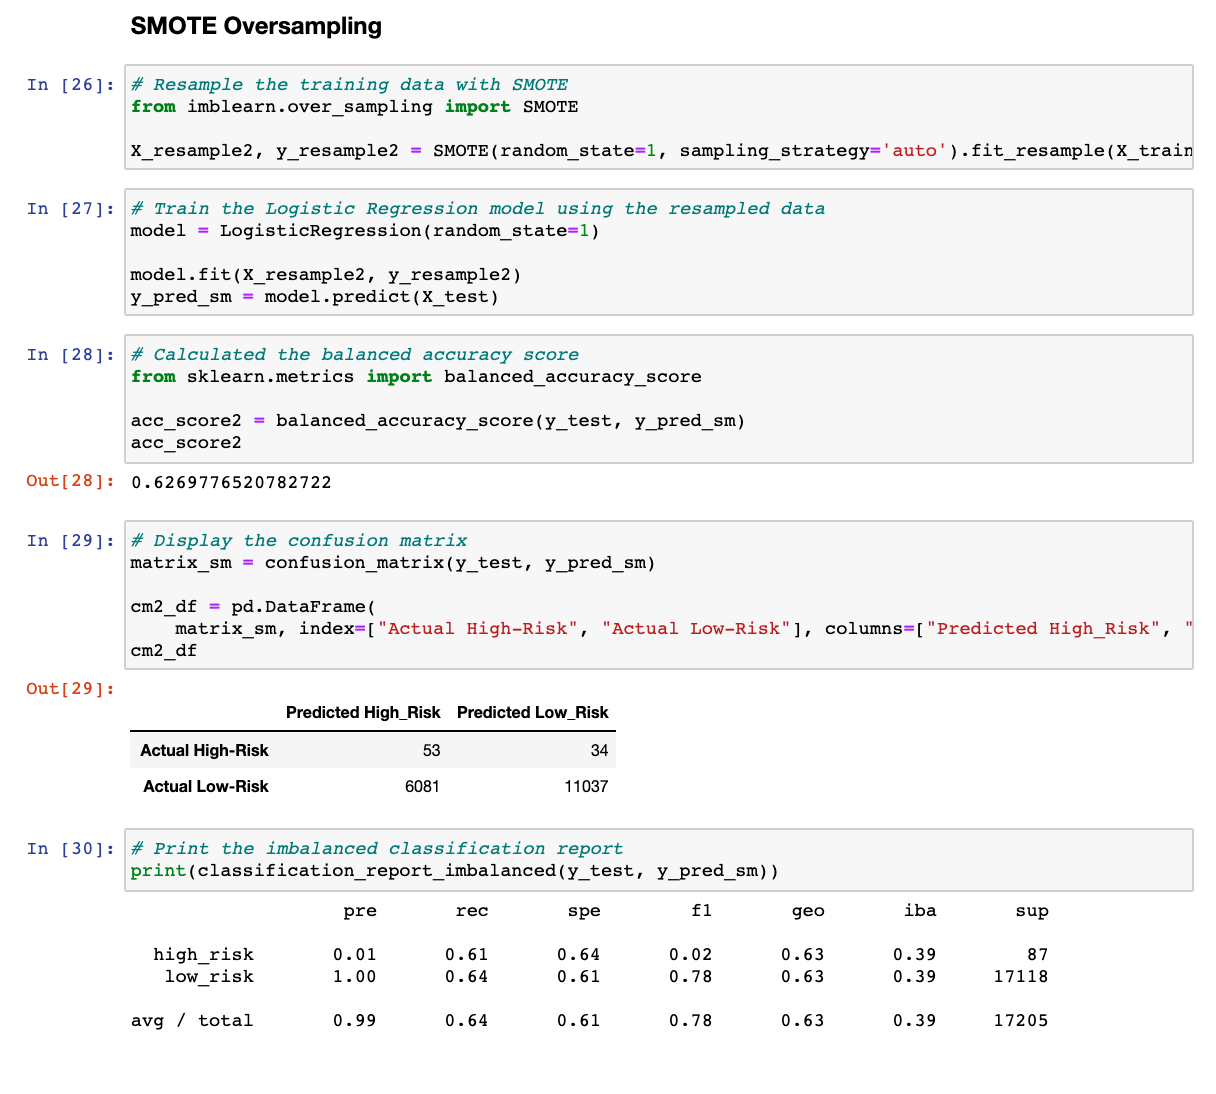 SMOTE Oversampling
In [26]: # Resample the training data with SMOTE
from imblearn.over_sampling import SMOTE
X_resample2, y_resample2 = SMOTE(random_state=1, sampling_strategy='auto').fit_resample(X_train
In [27]: # Train the Logistic Regression model using the resampled data
model = LogisticRegression(random_state=1)
model.fit(X_resample2, y_resample2)
y_pred_sm = model.predict(X_test)
In [28]: # Calculated the balanced accuracy score
from sklearn.metrics import balanced_accuracy_score
acc_score2 = balanced_accuracy_score(y_test, y_pred_sm)
acc_score2
Out[28]: 0.6269776520782722
In [29]: # Display the confusion matrix
matrix_sm = confusion_matrix(y_test, y_pred_sm)
cm2_df = pd.DataFrame(
matrix_sm, index=["Actual High-Risk", "Actual Low-Risk"], columns=["Predicted High_Risk", "
cm2_df
Out[29]:
Predicted High_Risk Predicted Low_Risk
Actual High-Risk 53 34
Actual Low-Risk 6081 11037
In [30]: # Print the imbalanced classification report
print(classification_report_imbalanced(y_test, y_pred_sm))
pre rec spe f1 geo iba sup
high_risk 0.01 0.61 0.64 0.02 0.63 0.39 87
low_risk 1.00 0.64 0.61 0.78 0.63 0.39 17118
avg / total 0.99 0.64 0.61 0.78 0.63 0.39 17205